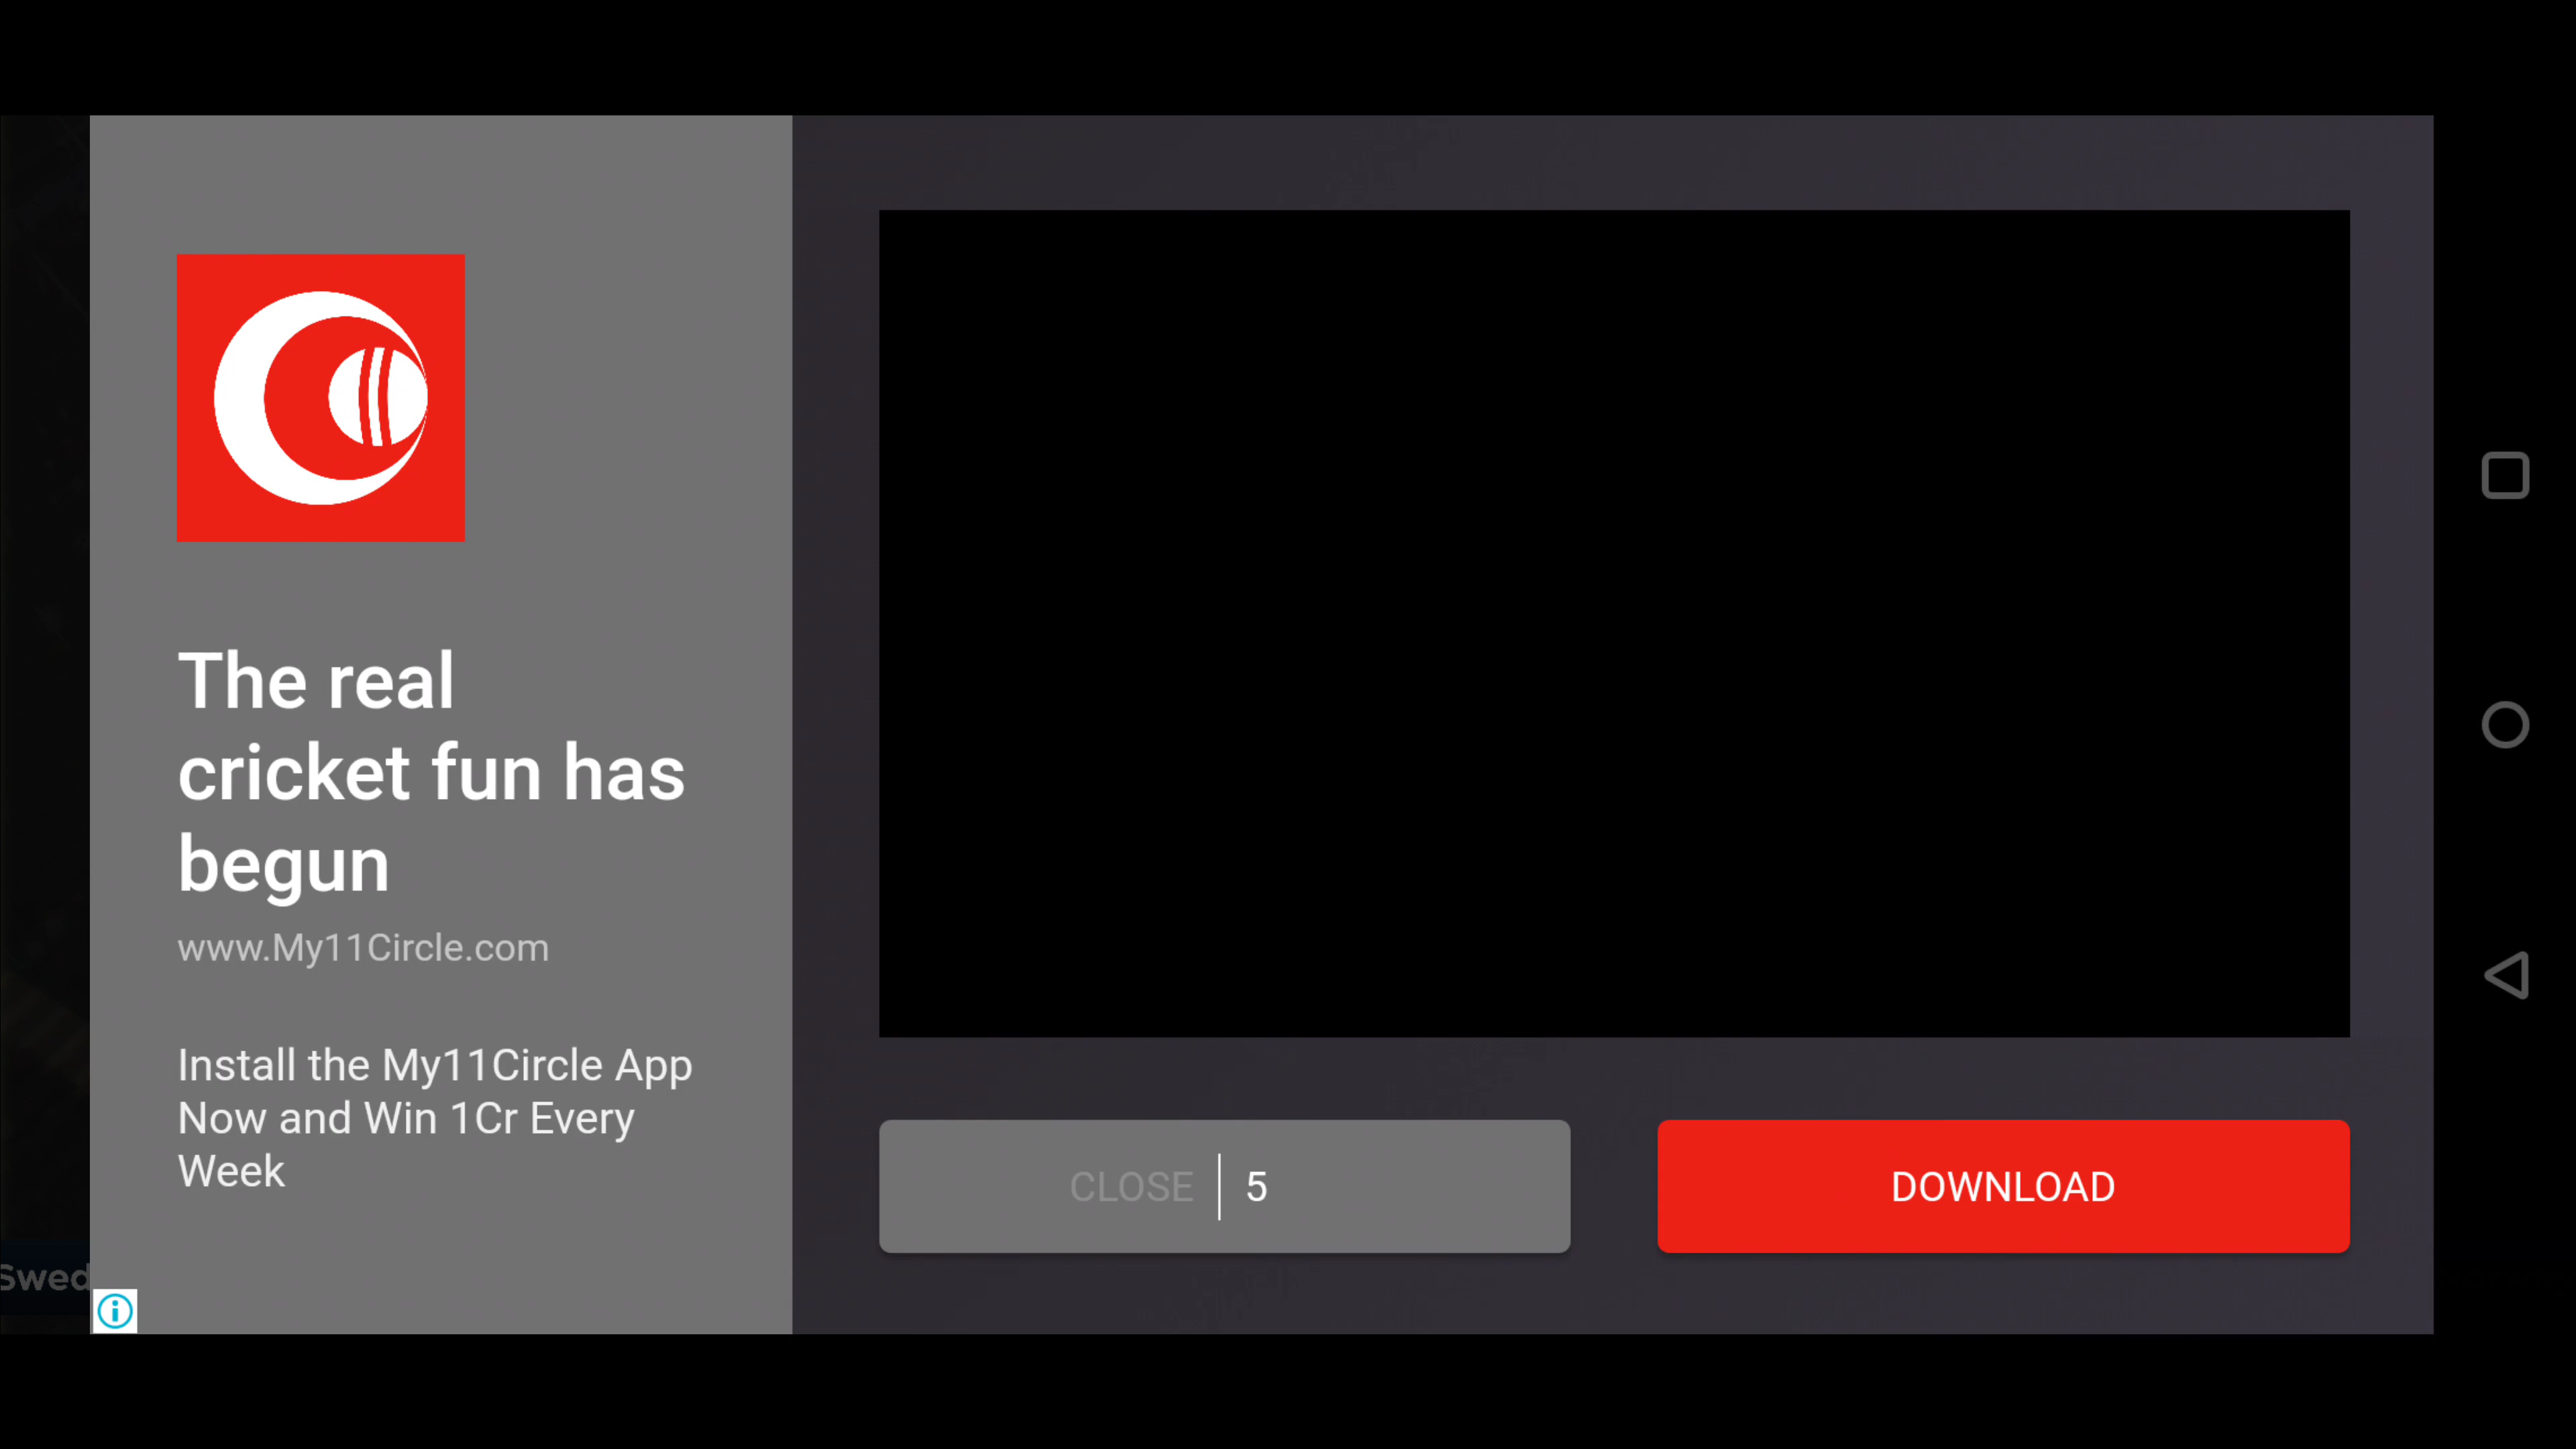 The real
cricket fun has
begun
www.My11Circle.com
Install the My11Circle App
Now and Win 1Cr Every
Week
CLOSE | 5
DOWNLOAD
Swed